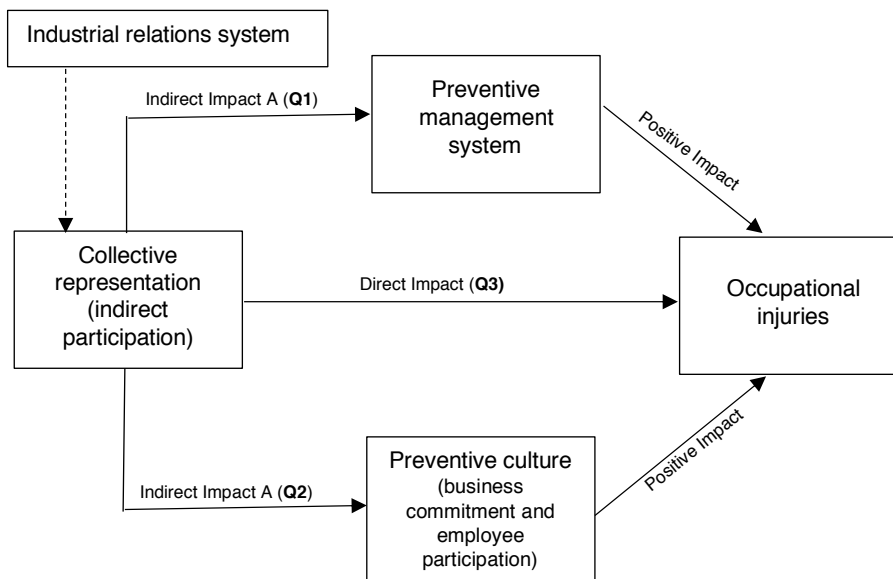 Industrial relations system
Indirect Impact A (Q1)
Preventive
management
system
Positive Impact
Collective
representation
(indirect
participation)
Direct Impact (Q3)
Occupational
injuries
Indirect Impact A (Q2)
Preventive culture
(business
commitment and
employee
participation)
Positive Impact